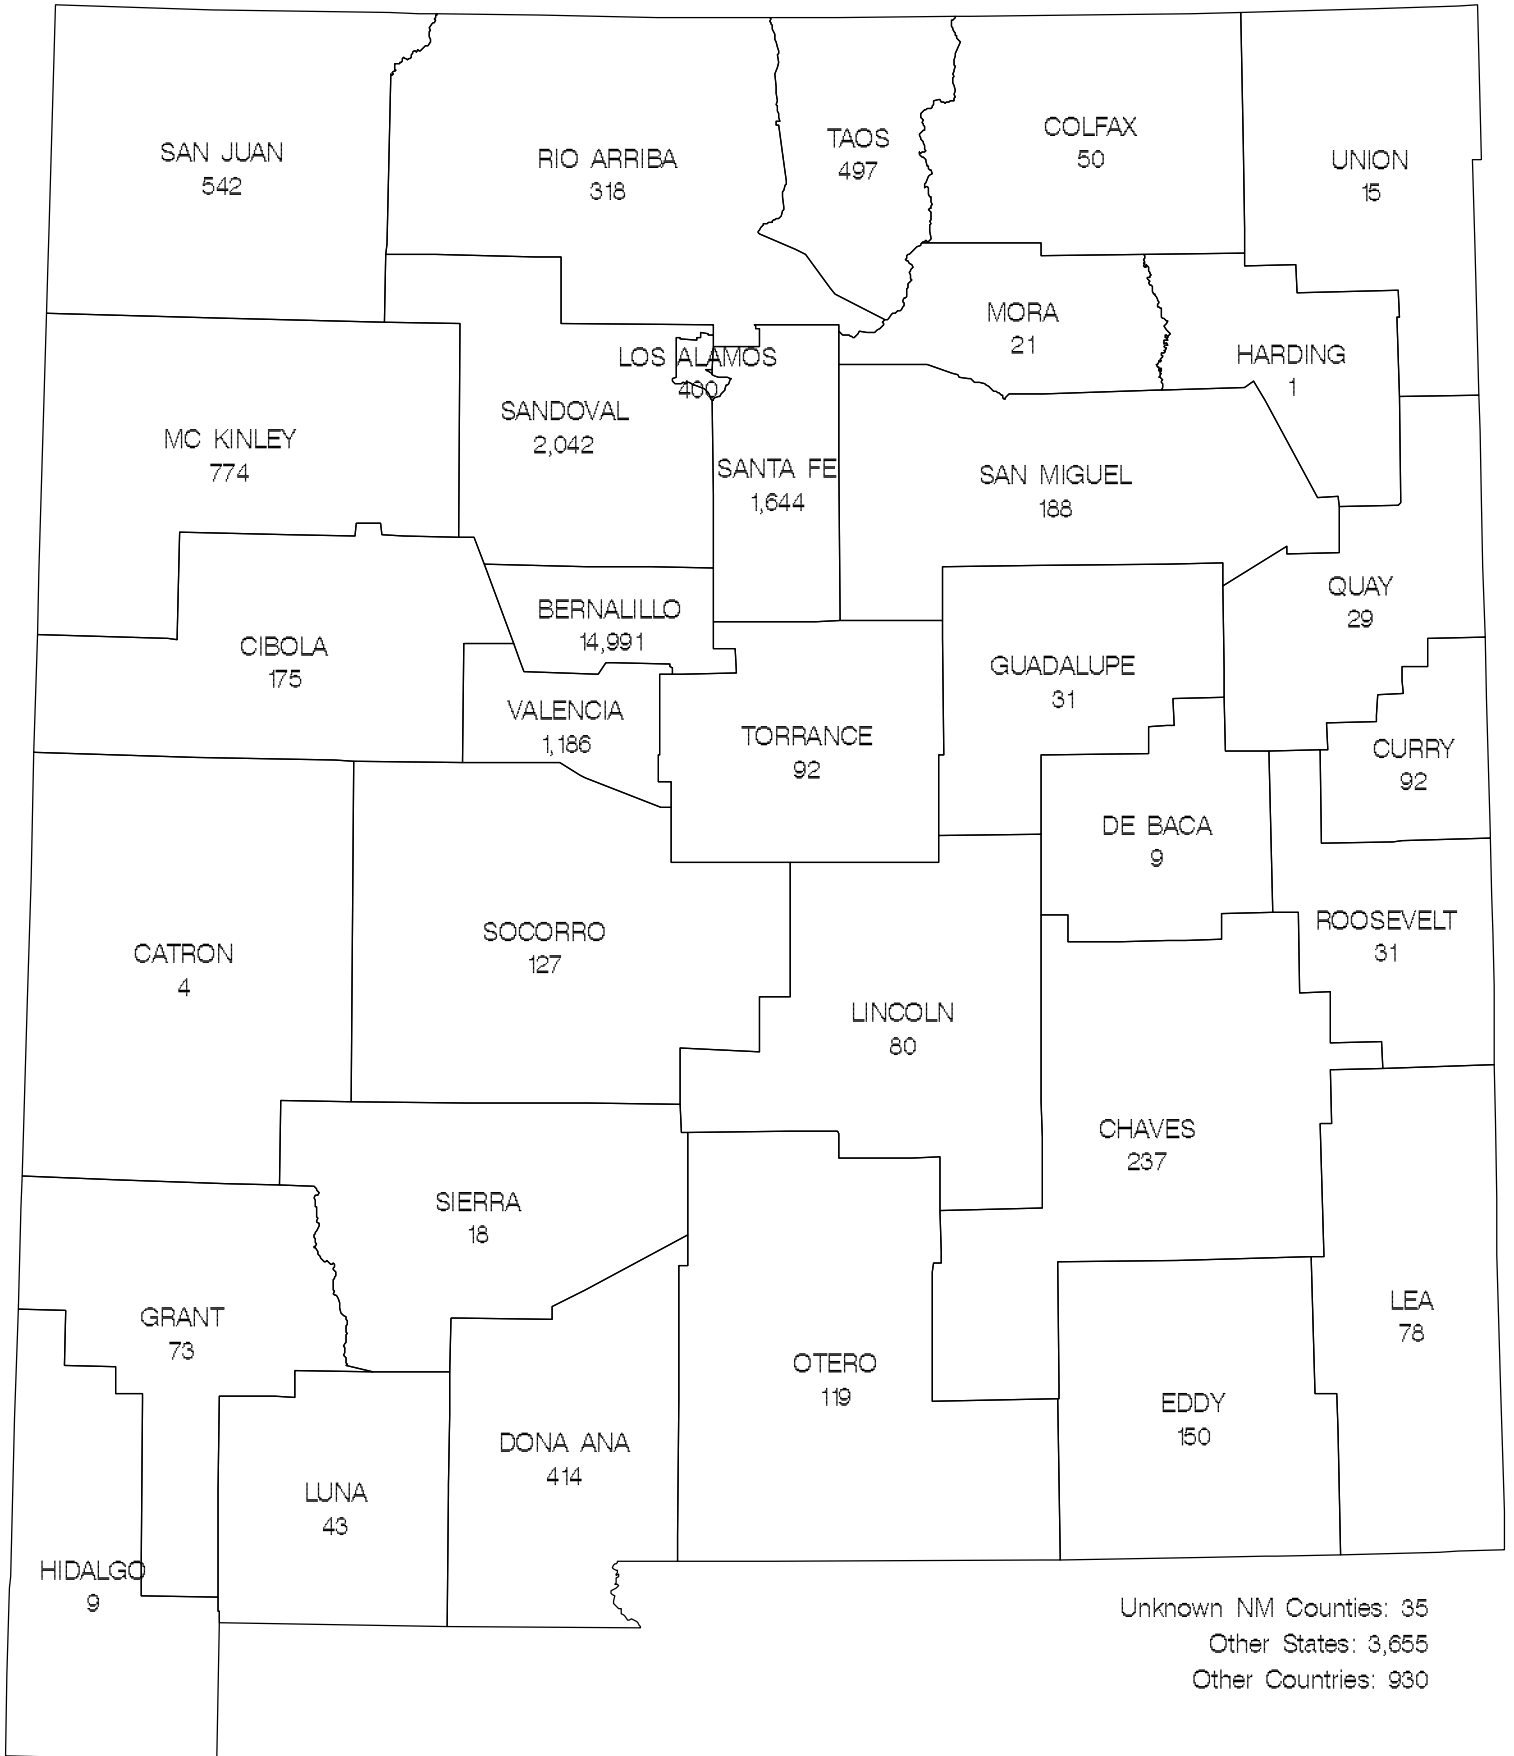 SAN JUAN
542
RIO ARRIBA
318
TAOS
497
COLFAX
50
UNION
15
MORA
21
HARDING
1
LOS ALAMOS
400
SANDOVAL
2,042
MC KINLEY
774
SANTA FE
1,644
SAN MIGUEL
188
QUAY
29
BERNALILLO
14,991
CIBOLA
175
GUADALUPE
31
VALENCIA
1,186
TORRANCE
92
CURRY
92
DE BACA
9
ROOSEVELT
31
SOCORRO
127
CATRON
4
LINCOLN
80
CHAVES
237
SIERRA
18
LEA
78
GRANT
73
OTERO
119
EDDY
150
DONA ANA
414
LUNA
43
HIDALGO
9
Unknown NM Counties: 35
Other States: 3,655
Other Countries: 930